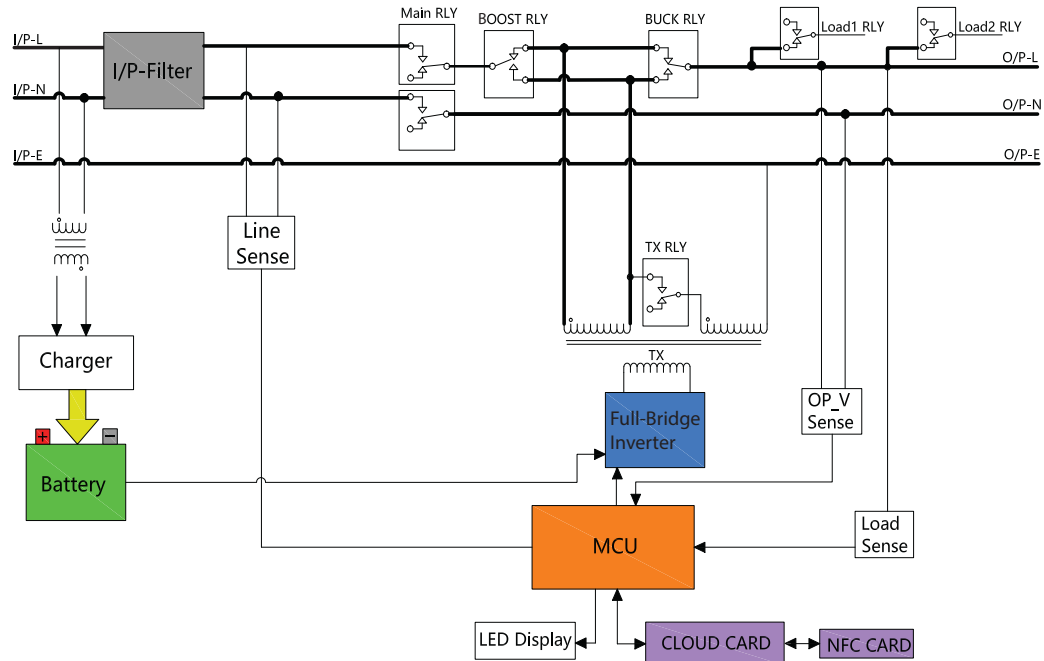 Main RLY
BOOST RLY
BUCK RLY
Load1 RLY
Load2 RLY
I/P-L
I/P-Filter
O/P-L
I/P-N
O/P-N
I/P-E
O/P-E
Line
Sense
TX RLY
Charger
TX
OP_V
Sense
Full-Bridge
Inverter
+
−
Battery
Load
Sense
MCU
LED Display
CLOUD CARD
NFC CARD